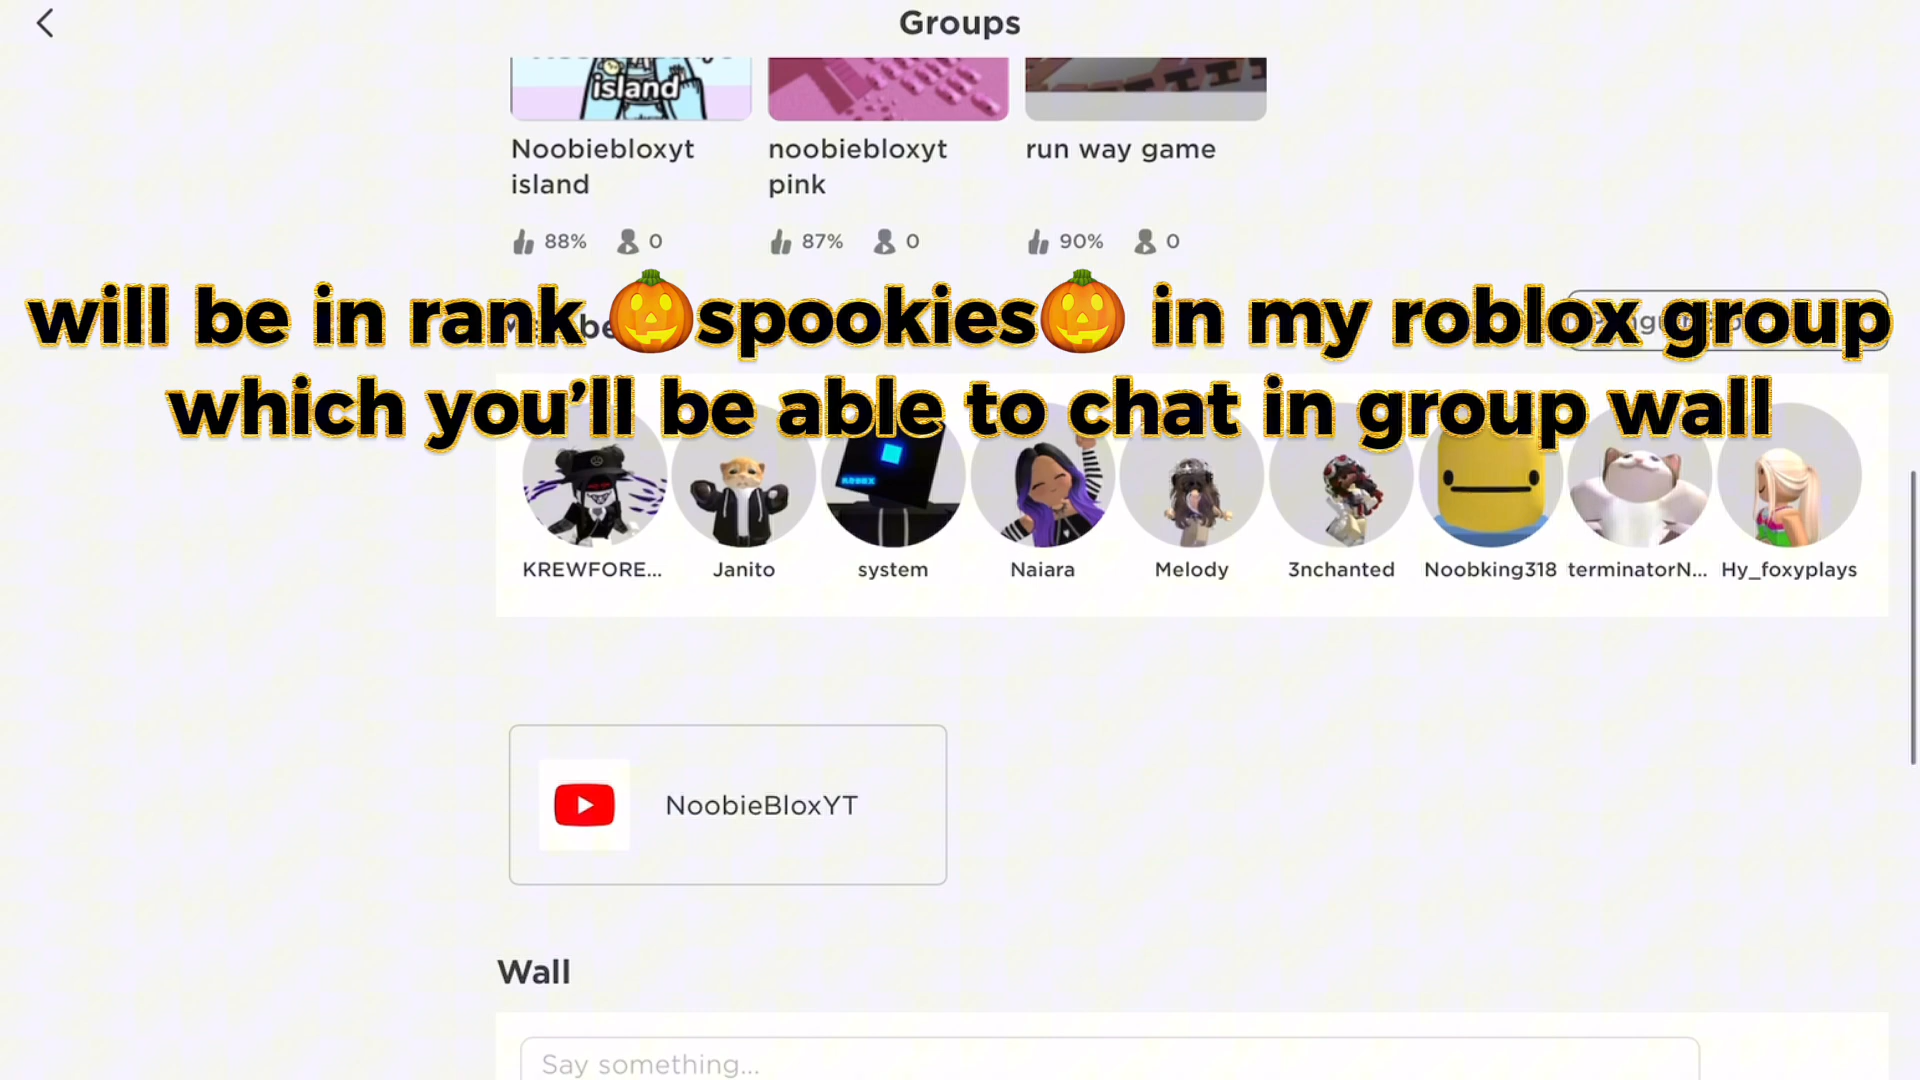 Groups
island
Noobiebloxyt
island
noobiebloxyt
pink
run way game
88% 0
87% 0
90% 0
will be in rank 🎃spookies🎃 in my roblox group
which you’ll be able to chat in group wall
ROBLOX
KREWFORE...
Janito
system
Naiara
Melody
3nchanted
Noobking318
terminatorN...
Hy_foxyplays
NoobieBloxYT
Wall
Say something...